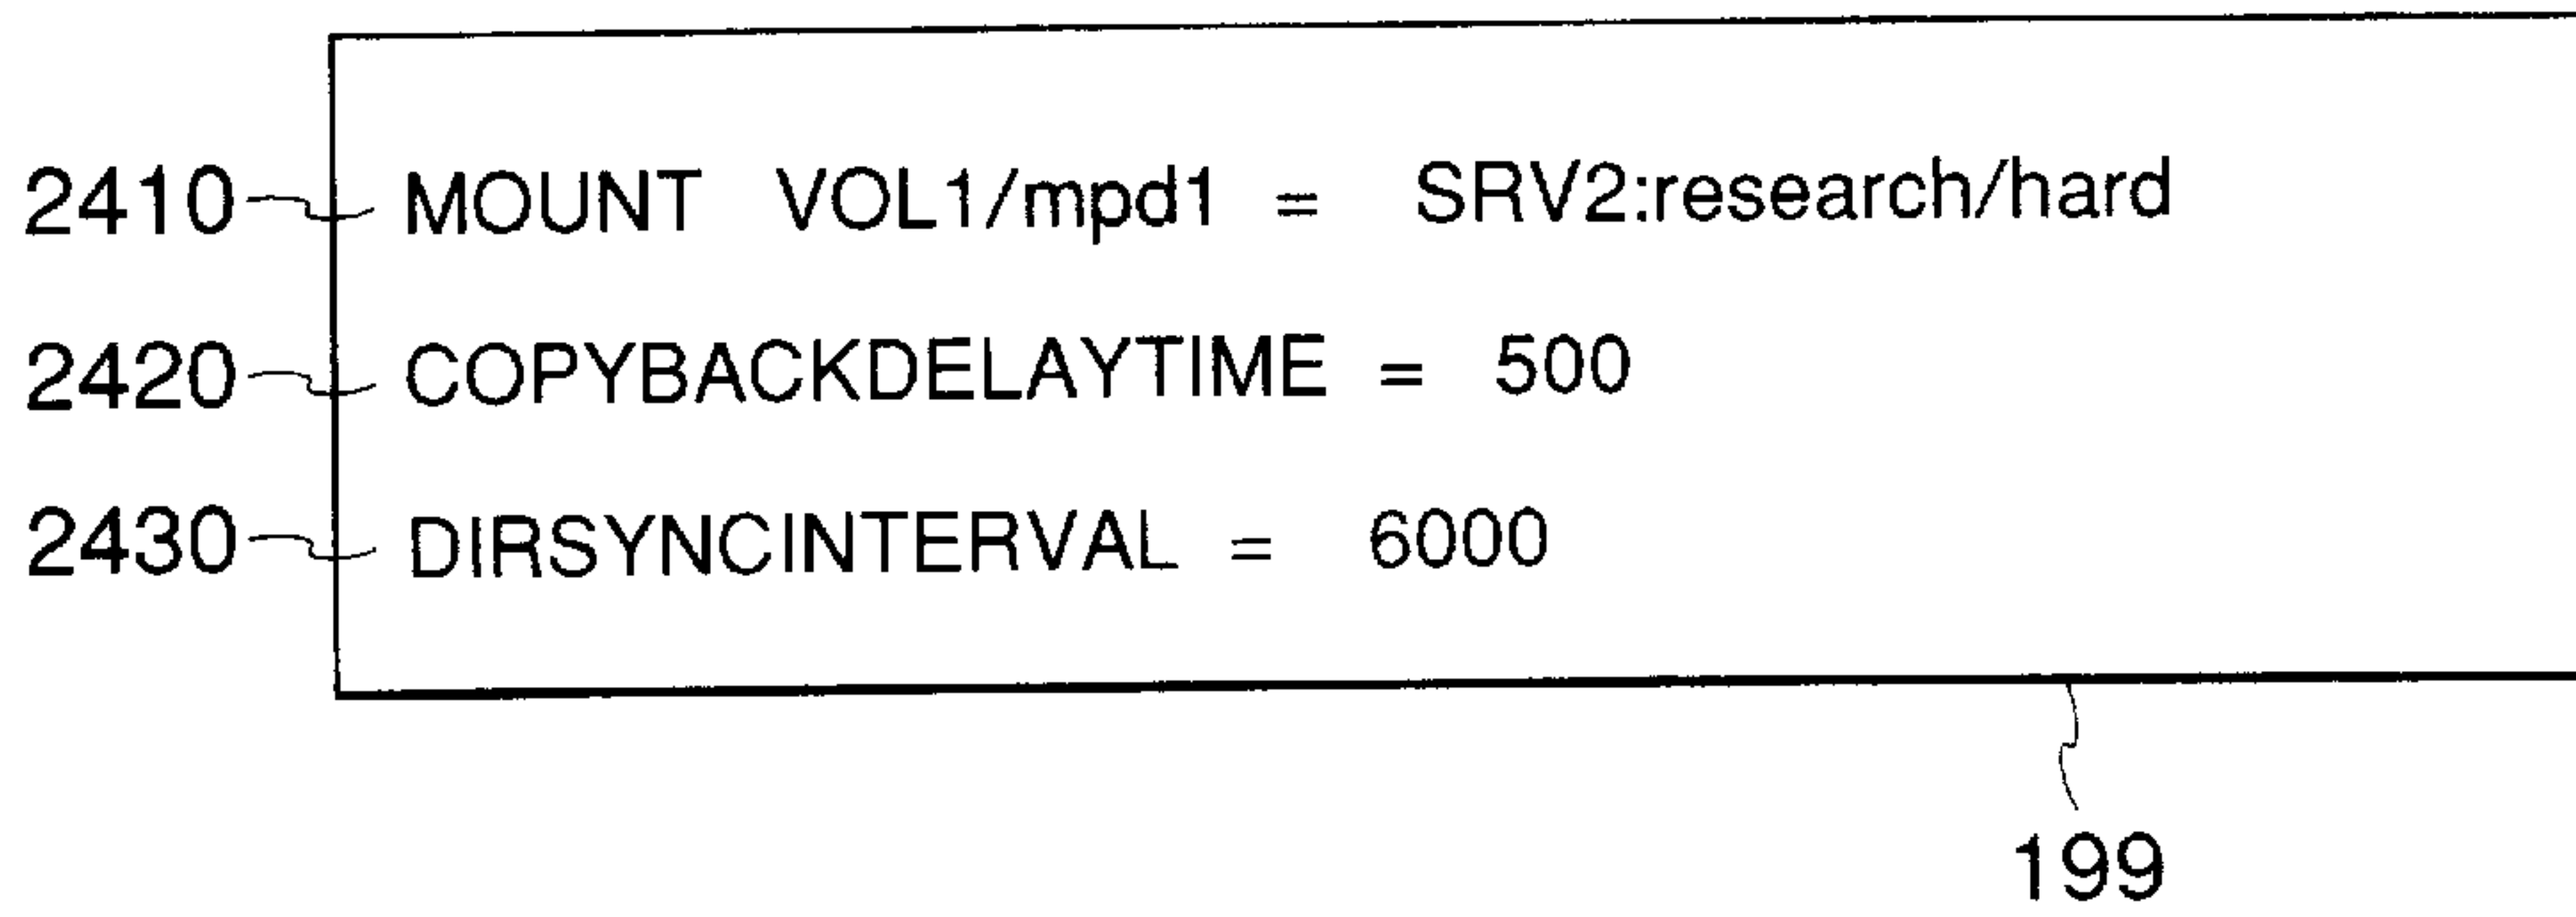 2410 MOUNT VOL1/mpd1 = SRV2:research/hard
2420 COPYBACKDELAYTIME = 500
2430 DIRSYNCINTERVAL = 6000
199